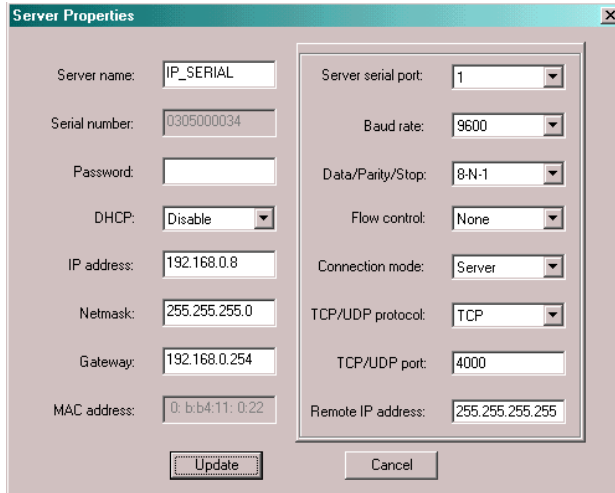 Server Properties
Server name: IP_SERIAL
Serial number: 0305000034
Password:
DHCP: Disable
IP address: 192.168.0.8
Netmask: 255.255.255.0
Gateway: 192.168.0.254
MAC address: 0: b:b4:11: 0:22
Server serial port: 1
Baud rate: 9600
Data/Parity/Stop: 8-N-1
Flow control: None
Connection mode: Server
TCP/UDP protocol: TCP
TCP/UDP port: 4000
Remote IP address: 255.255.255.255
Update
Cancel